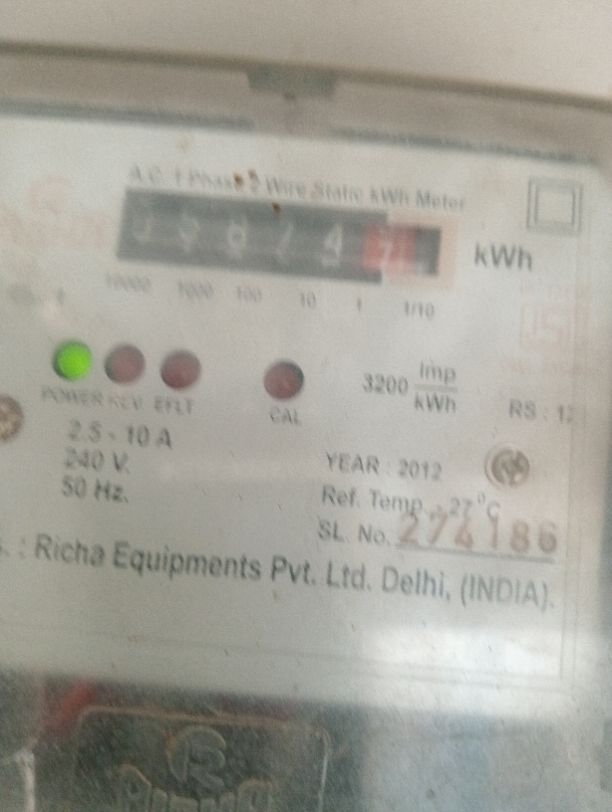 A.C. 1 Phase 2 Wire Static kWh Meter
kWh
10000 1000 100 10 1 1/10
3200 Imp/kWh
POWER REV EFLT CAL
RS : 12
2.5 - 10 A
240 V.
50 Hz.
YEAR : 2012
Ref. Temp. : 27°C
SL. No. 274186
. : Richa Equipments Pvt. Ltd. Delhi, (INDIA).